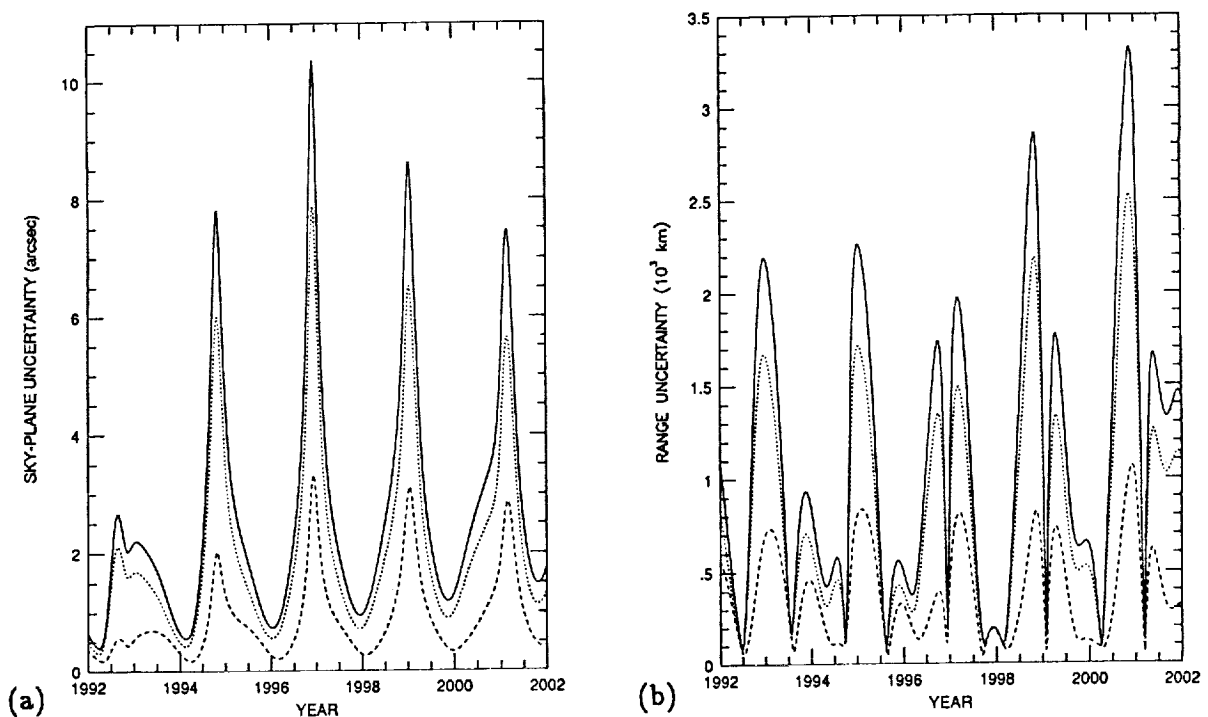 10
8
6
4
2
0
SKY-PLANE UNCERTAINTY (arcsec)
1992 1994 1996 1998 2000 2002
YEAR
(a)
3.5
3
2.5
2
1.5
1
.5
0
RANGE UNCERTAINTY (10³ km)
1992 1994 1996 1998 2000 2002
YEAR
(b)